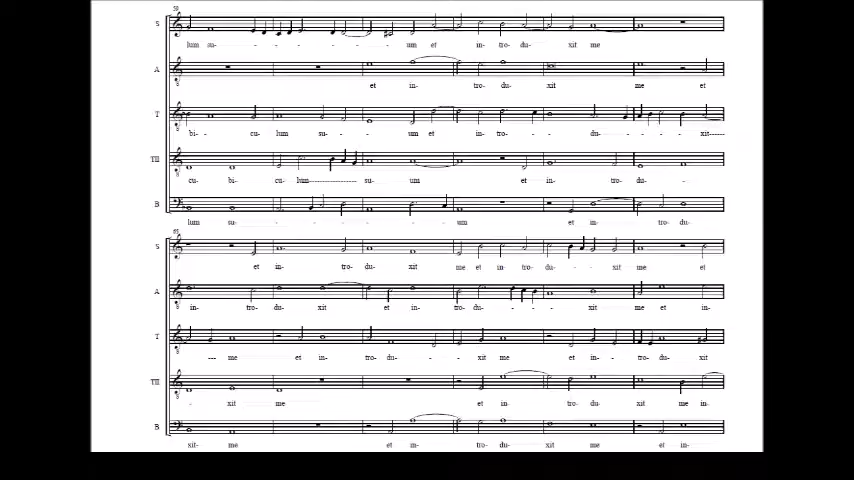 50
S
lum su- - - - - - - um et in- tro- du- xit me
A
et in- tro- du- xit me et
T
bi- cu- lum su- - - um et in- tro- du- - - - xit
TII
cu- bi- cu- lum su- um et in- tro- du- -
B
lum su- um et in- tro- du-
55
S
et in- tro- du- xit me et in- tro- du- - - xit me et
A
in- tro- du- xit et in- tro- du- - - - xit me et in-
T
--- me et in- tro- du- - - xit me et in- - tro- du- xit
TII
- xit me et in- tro- du- xit me in-
B
xit- me et in- tro- du- xit me et in-